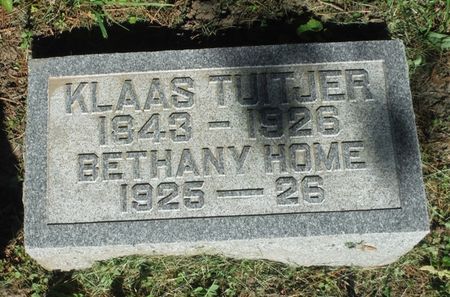 KLAAS TUITJER
1843 - 1926
BETHANY HOME
1925 — 26